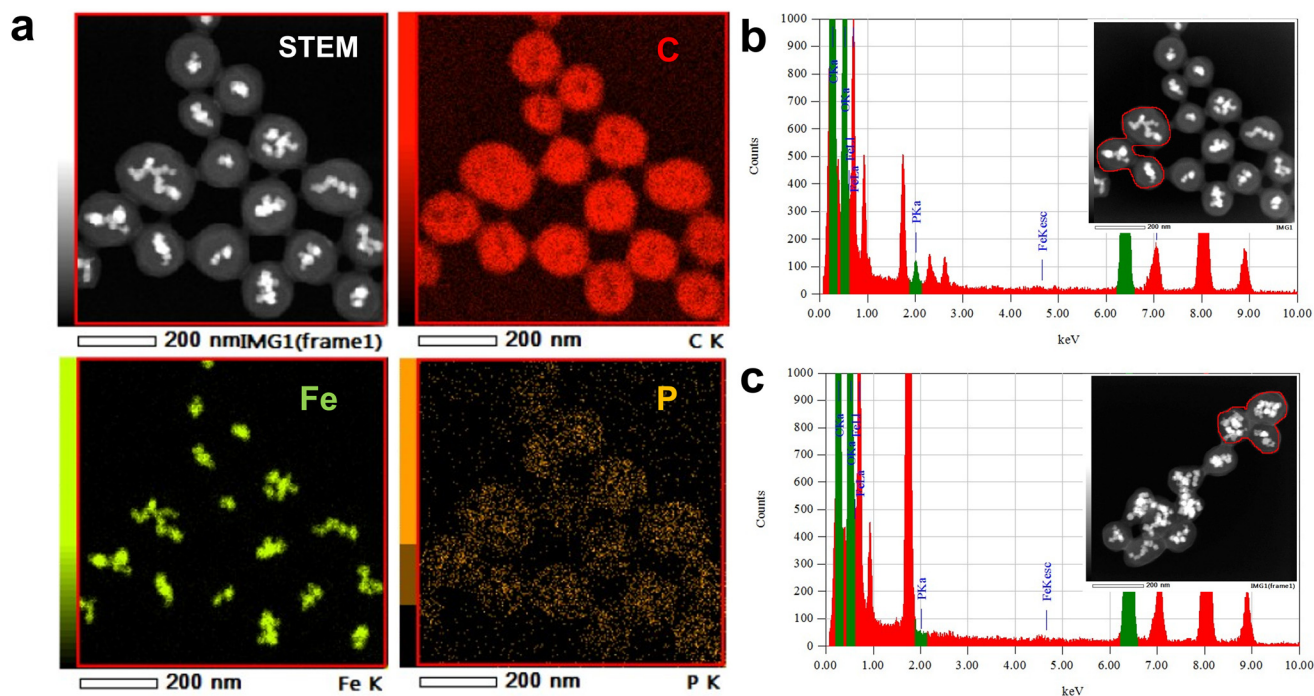 a
STEM
C
200 nm IMG1(frame1)
200 nm
C K
Fe
P
200 nm
Fe K
200 nm
P K
b
1000
900
800
700
600
500
400
300
200
100
0
Counts
CKa
OKa
FeLl
FeLa
PKa
FeKesc
200 nm
IMG1
0.00 1.00 2.00 3.00 4.00 5.00 6.00 7.00 8.00 9.00 10.00
keV
c
1000
900
800
700
600
500
400
300
200
100
0
Counts
CKa
OKa
FeLl
FeLa
PKa
FeKesc
200 nm
IMG1(frame1)
0.00 1.00 2.00 3.00 4.00 5.00 6.00 7.00 8.00 9.00 10.00
keV